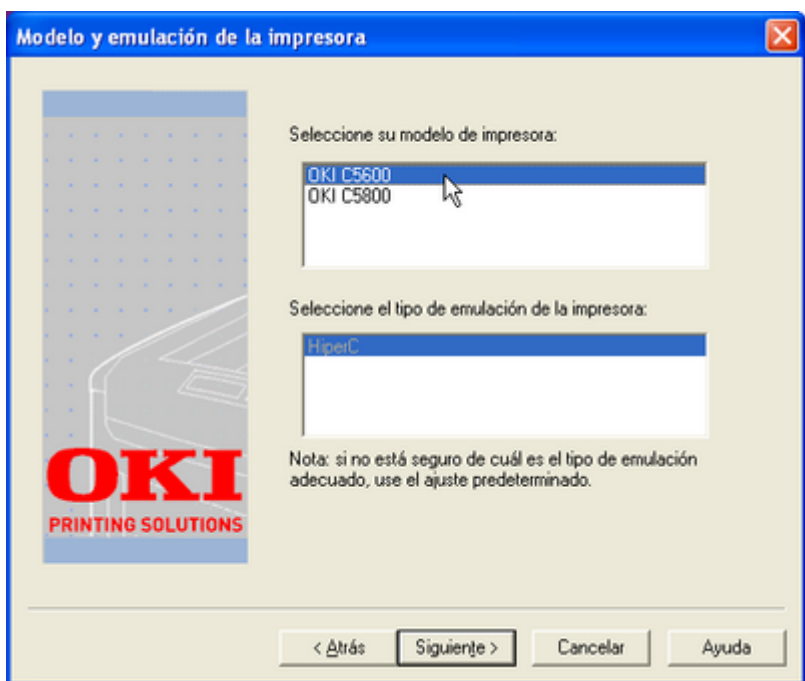 Modelo y emulación de la impresora
Seleccione su modelo de impresora:
OKI C5600
OKI C5800
Seleccione el tipo de emulación de la impresora:
HiperC
Nota: si no está seguro de cuál es el tipo de emulación
adecuado, use el ajuste predeterminado.
OKI
PRINTING SOLUTIONS
< Atrás
Siguiente >
Cancelar
Ayuda